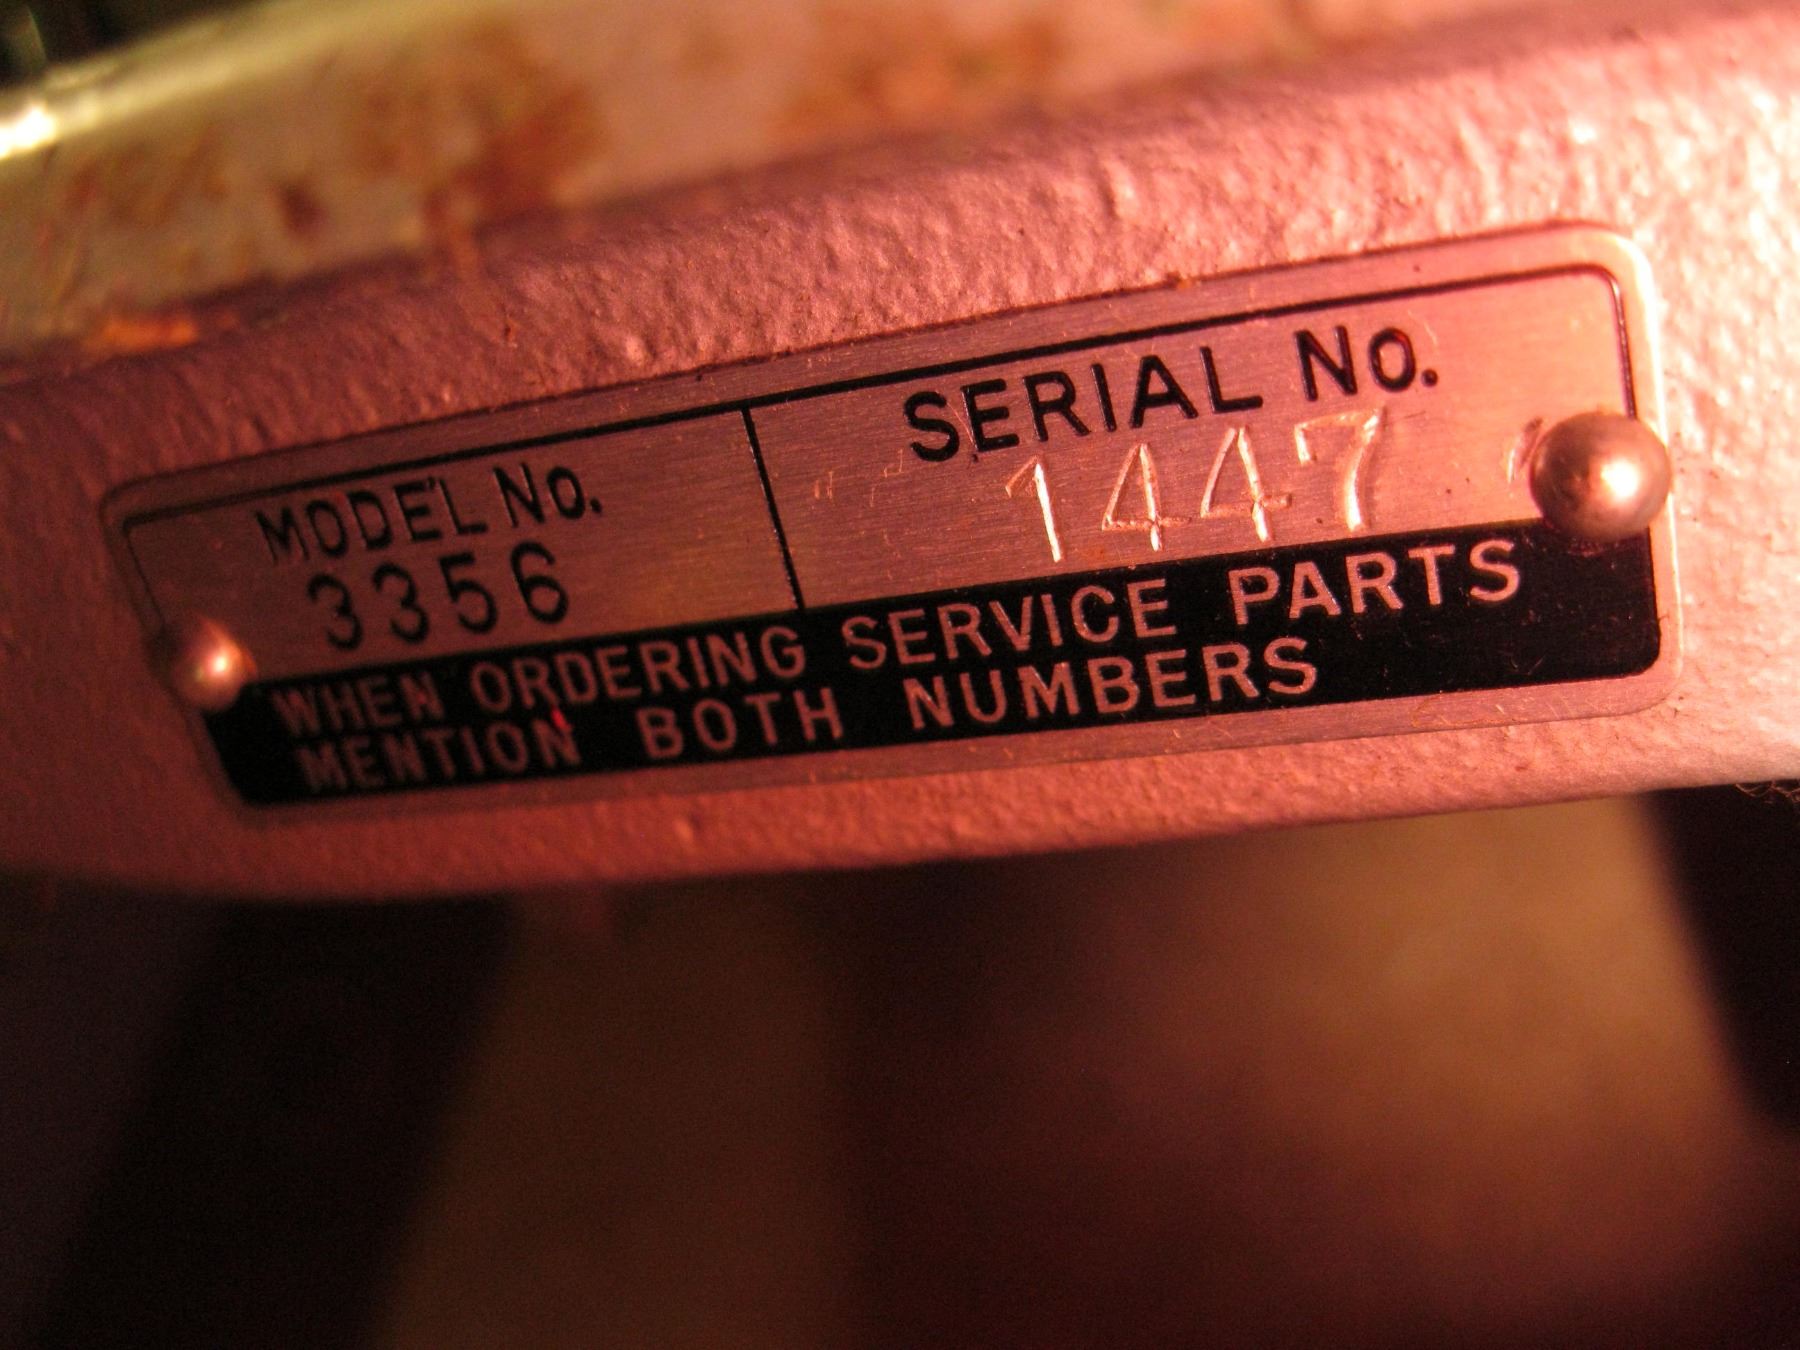 MODEL No.
3356
SERIAL No.
1447
WHEN ORDERING SERVICE PARTS
MENTION BOTH NUMBERS